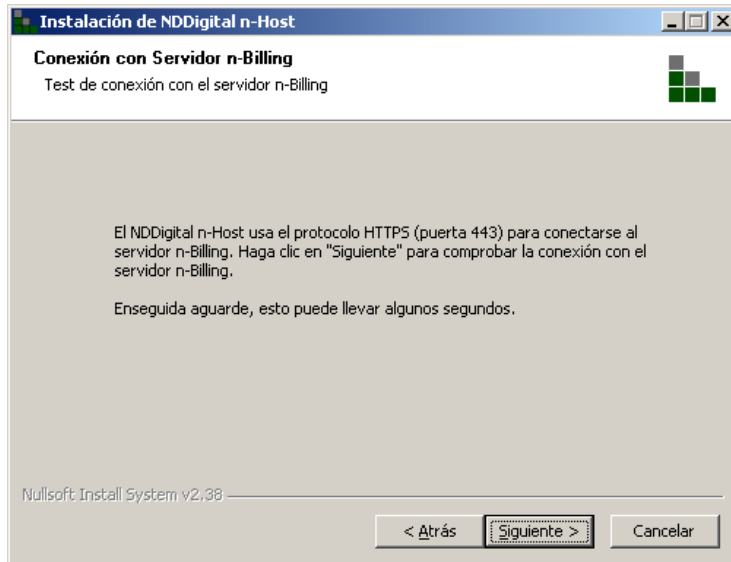 Instalación de NDDigital n-Host
Conexión con Servidor n-Billing
Test de conexión con el servidor n-Billing
El NDDigital n-Host usa el protocolo HTTPS (puerta 443) para conectarse al
servidor n-Billing. Haga clic en "Siguiente" para comprobar la conexión con el
servidor n-Billing.
Enseguida aguarde, esto puede llevar algunos segundos.
Nullsoft Install System v2.38
< Atrás
Siguiente >
Cancelar